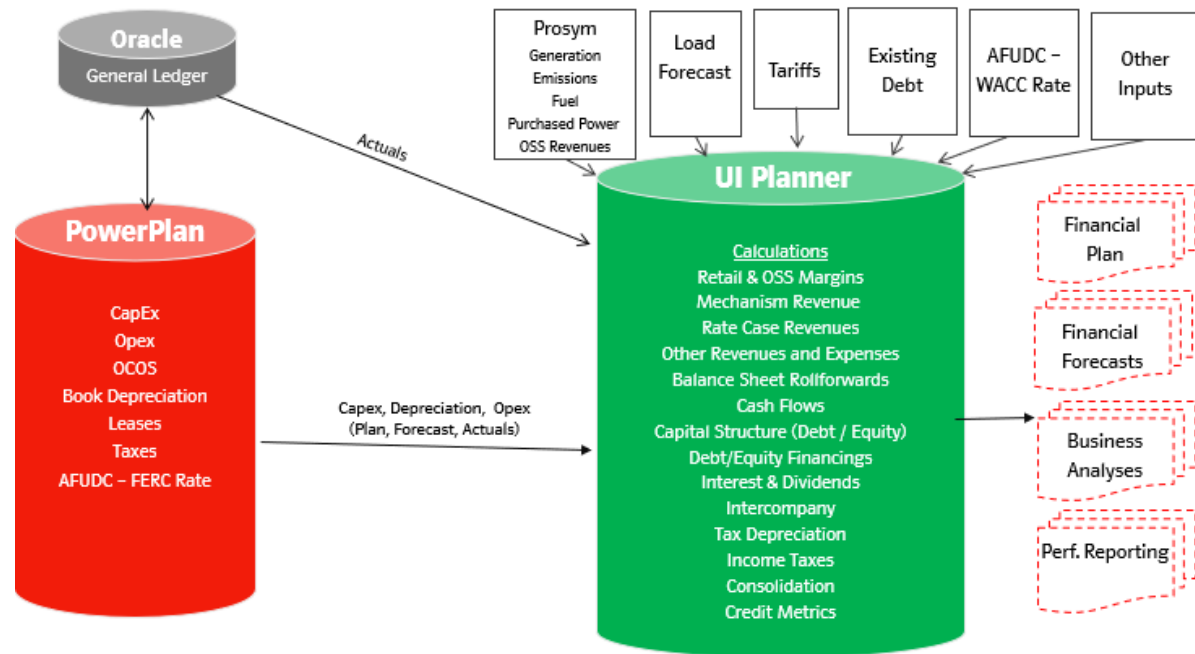 Oracle
General Ledger
Actuals
PowerPlan
CapEx
Opex
OCOS
Book Depreciation
Leases
Taxes
AFUDC – FERC Rate
Capex, Depreciation, Opex
(Plan, Forecast, Actuals)
Prosym
Generation
Emissions
Fuel
Purchased Power
OSS Revenues
Load
Forecast
Tariffs
Existing
Debt
AFUDC –
WACC Rate
Other
Inputs
UI Planner
Calculations
Retail & OSS Margins
Mechanism Revenue
Rate Case Revenues
Other Revenues and Expenses
Balance Sheet Rollforwards
Cash Flows
Capital Structure (Debt / Equity)
Debt/Equity Financings
Interest & Dividends
Intercompany
Tax Depreciation
Income Taxes
Consolidation
Credit Metrics
Financial
Plan
Financial
Forecasts
Business
Analyses
Perf. Reporting